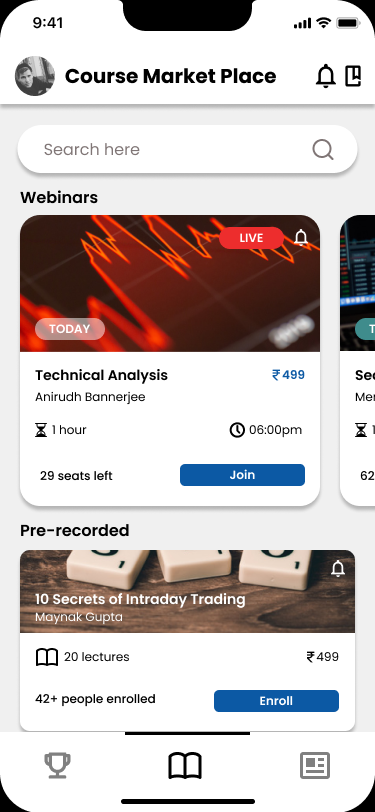 9:41
Course Market Place
Search here
Webinars
LIVE
TODAY
T
Technical Analysis
₹499
Sec
Anirudh Bannerjee
Mer
1 hour
06:00pm
1
29 seats left
Join
62
Pre-recorded
10 Secrets of Intraday Trading
Maynak Gupta
20 lectures
₹499
42+ people enrolled
Enroll